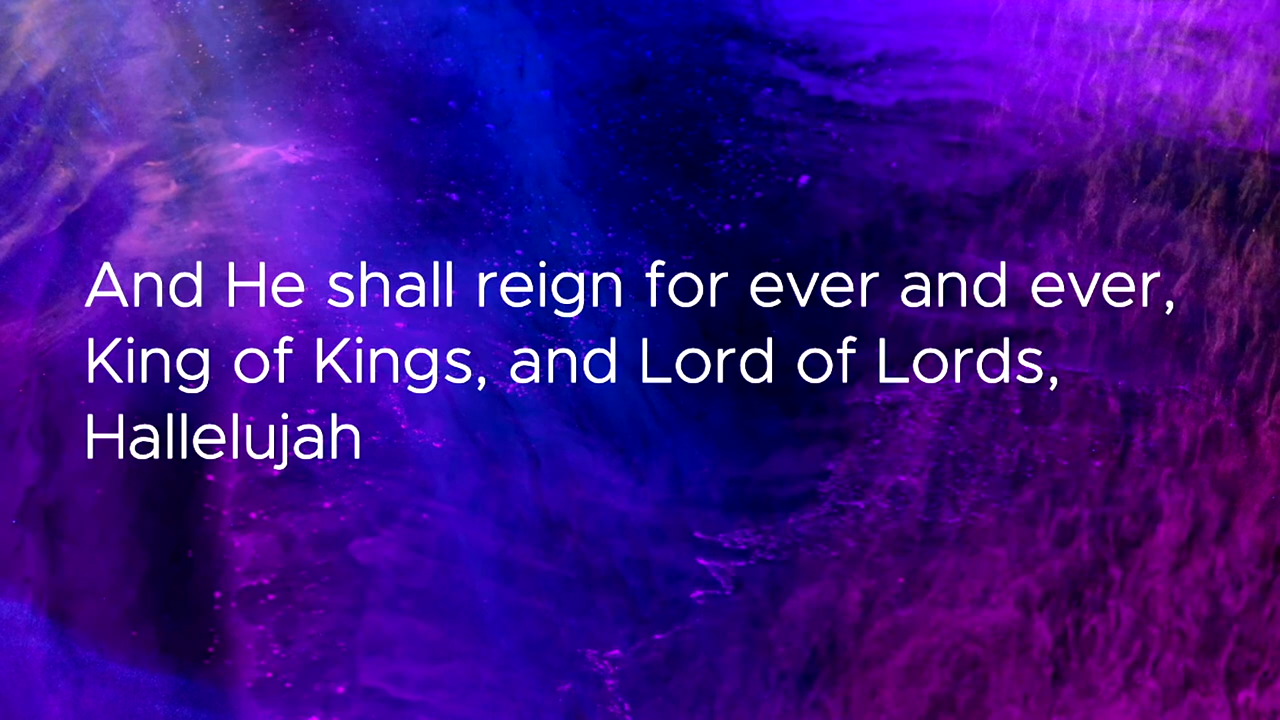 And He shall reign for ever and ever,
King of Kings, and Lord of Lords,
Hallelujah